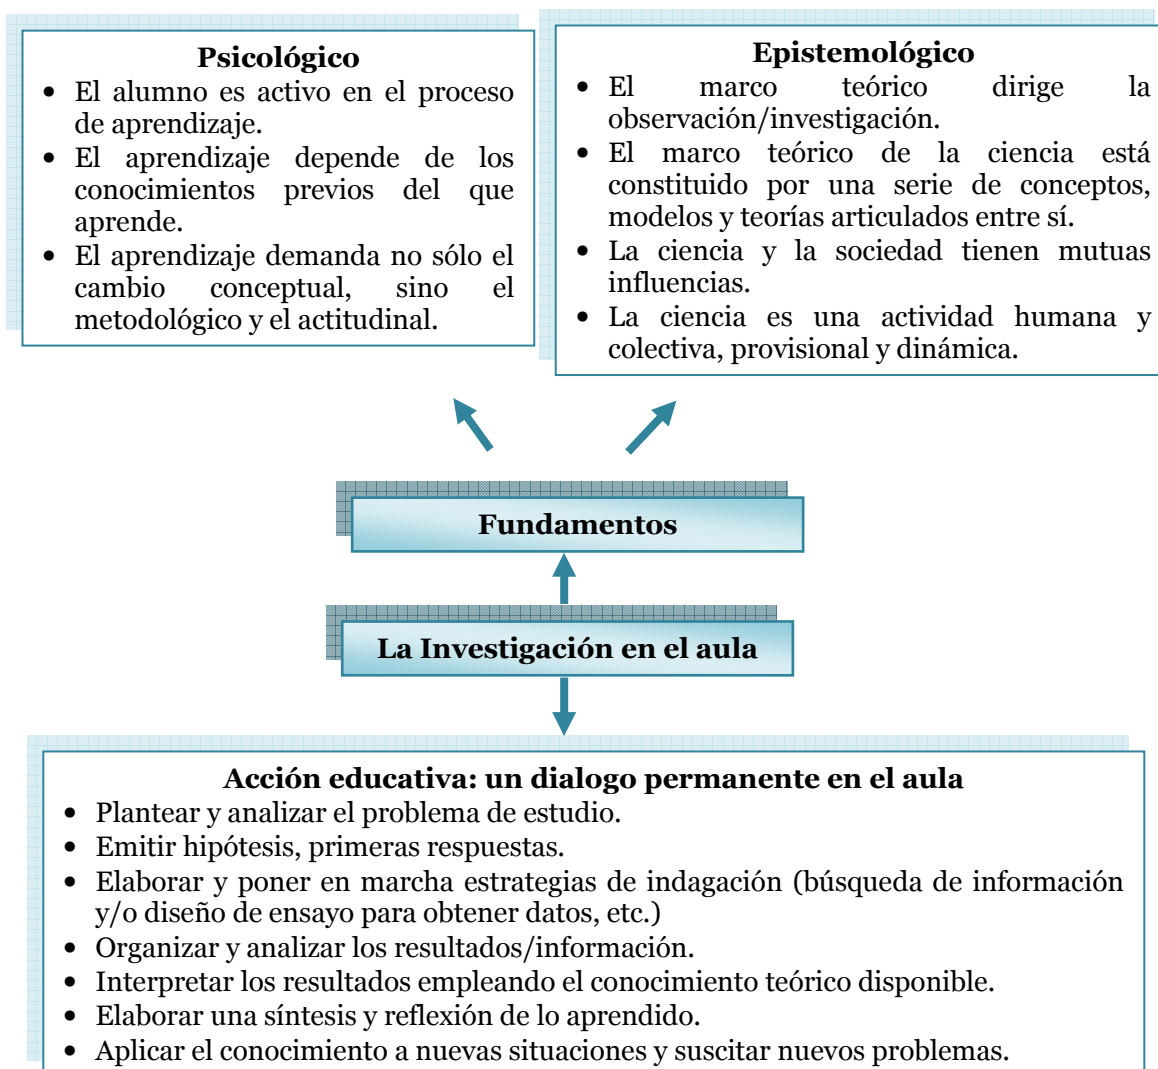 Psicológico
• El alumno es activo en el proceso
de aprendizaje.
• El aprendizaje depende de los
conocimientos previos del que
aprende.
• El aprendizaje demanda no sólo el
cambio conceptual, sino el
metodológico y el actitudinal.
Epistemológico
• El marco teórico dirige la
observación/investigación.
• El marco teórico de la ciencia está
constituido por una serie de conceptos,
modelos y teorías articulados entre sí.
• La ciencia y la sociedad tienen mutuas
influencias.
• La ciencia es una actividad humana y
colectiva, provisional y dinámica.
Fundamentos
La Investigación en el aula
Acción educativa: un dialogo permanente en el aula
• Plantear y analizar el problema de estudio.
• Emitir hipótesis, primeras respuestas.
• Elaborar y poner en marcha estrategias de indagación (búsqueda de información
y/o diseño de ensayo para obtener datos, etc.)
• Organizar y analizar los resultados/información.
• Interpretar los resultados empleando el conocimiento teórico disponible.
• Elaborar una síntesis y reflexión de lo aprendido.
• Aplicar el conocimiento a nuevas situaciones y suscitar nuevos problemas.